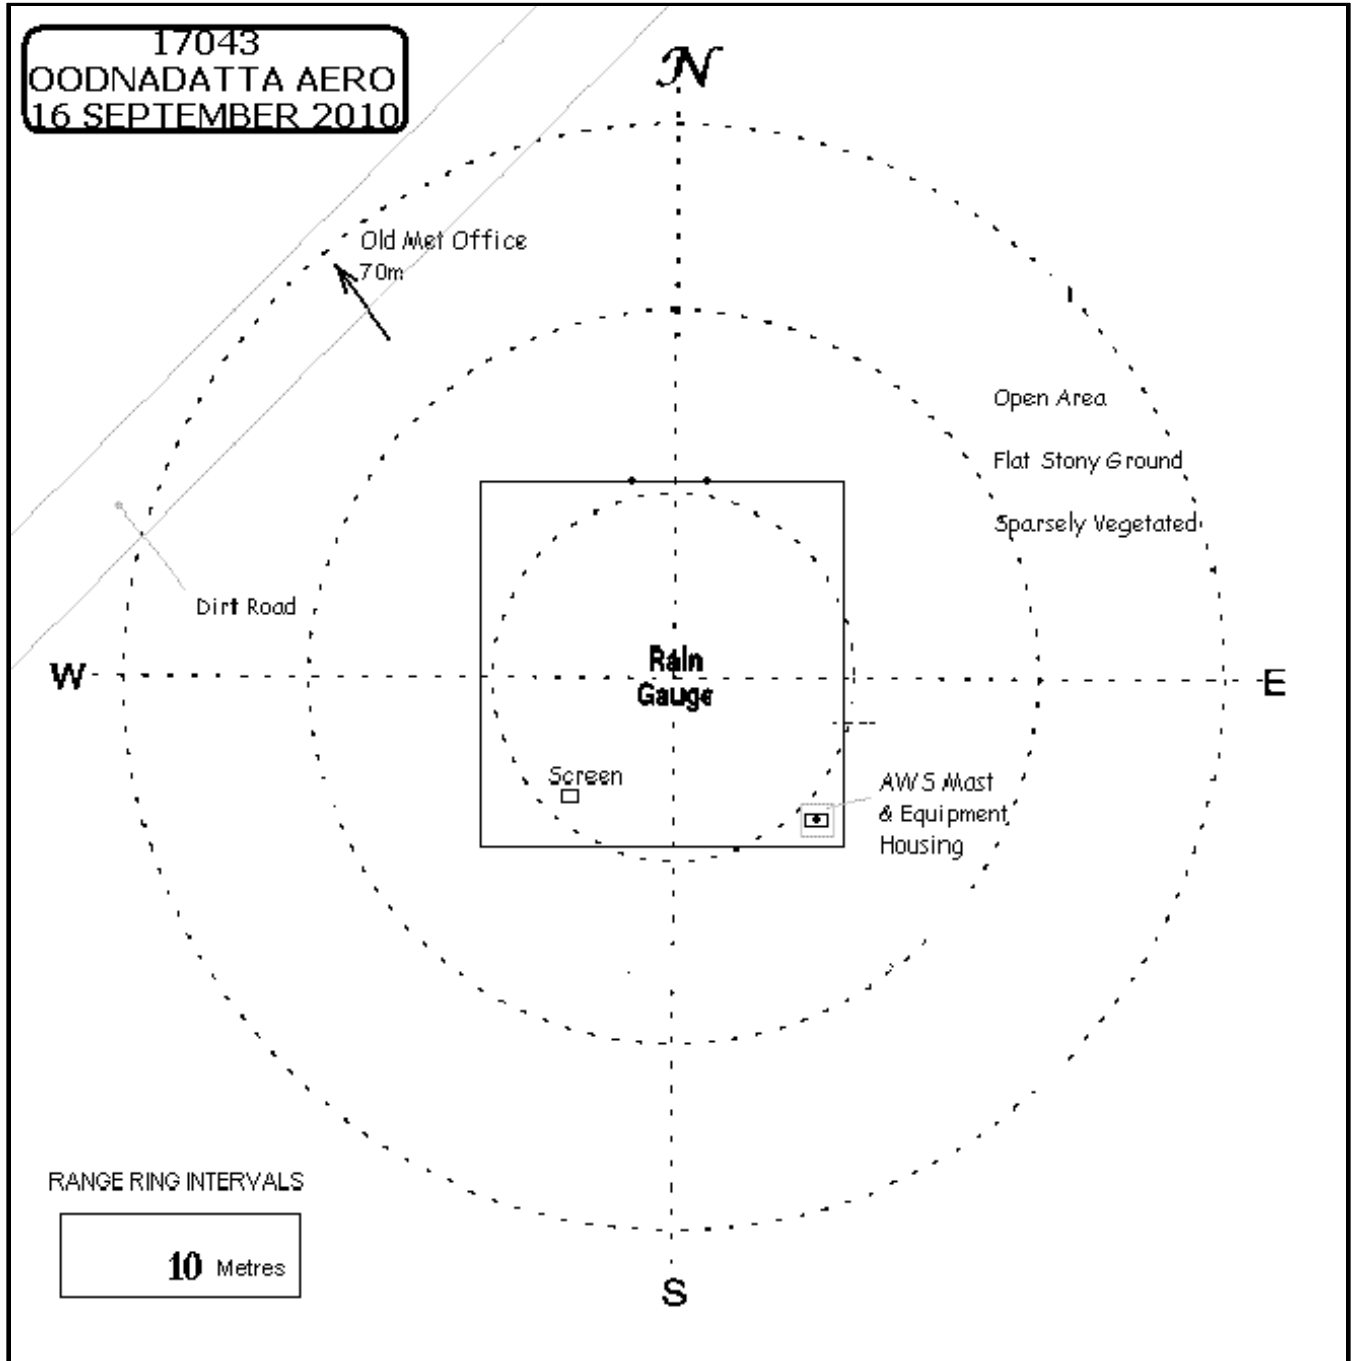 17043
OODNADATTA AERO
16 SEPTEMBER 2010
N
Old Met Office
70m
Open Area
Flat Stony Ground
Sparsely Vegetated
Dirt Road
W
Rain
Gauge
E
Screen
AWS Mast
& Equipment
Housing
RANGE RING INTERVALS
10 Metres
S